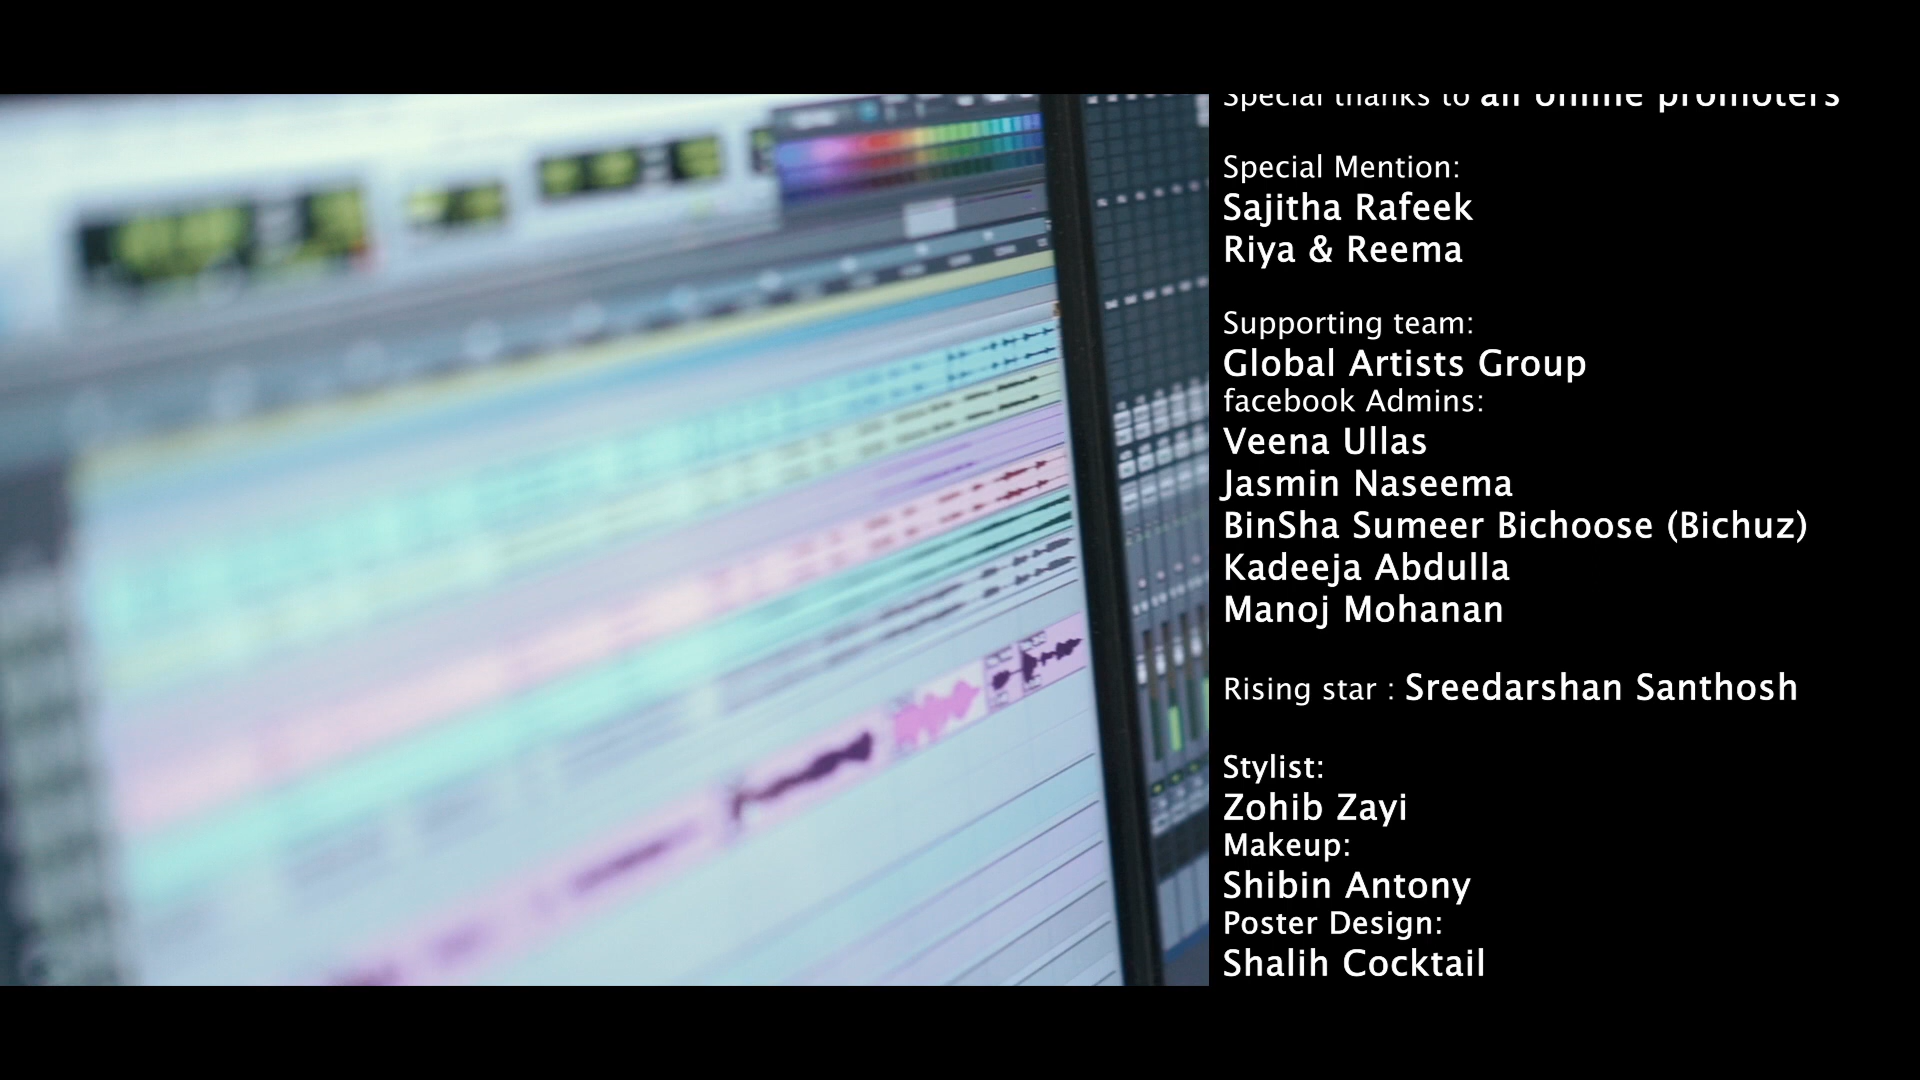 Special thanks to all online promoters
Special Mention:
Sajitha Rafeek
Riya & Reema
Supporting team:
Global Artists Group
facebook Admins:
Veena Ullas
Jasmin Naseema
BinSha Sumeer Bichoose (Bichuz)
Kadeeja Abdulla
Manoj Mohanan
Rising star : Sreedarshan Santhosh
Stylist:
Zohib Zayi
Makeup:
Shibin Antony
Poster Design:
Shalih Cocktail